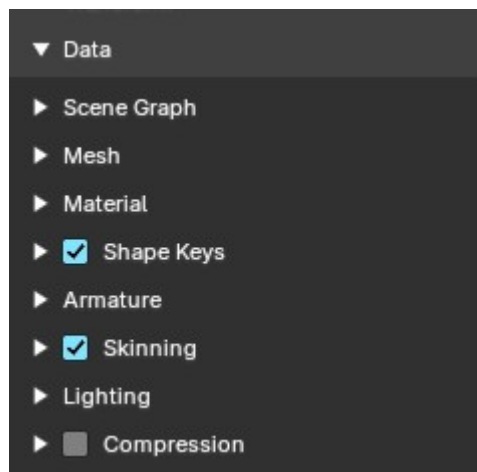 Data
Scene Graph
Mesh
Material
Shape Keys
Armature
Skinning
Lighting
Compression